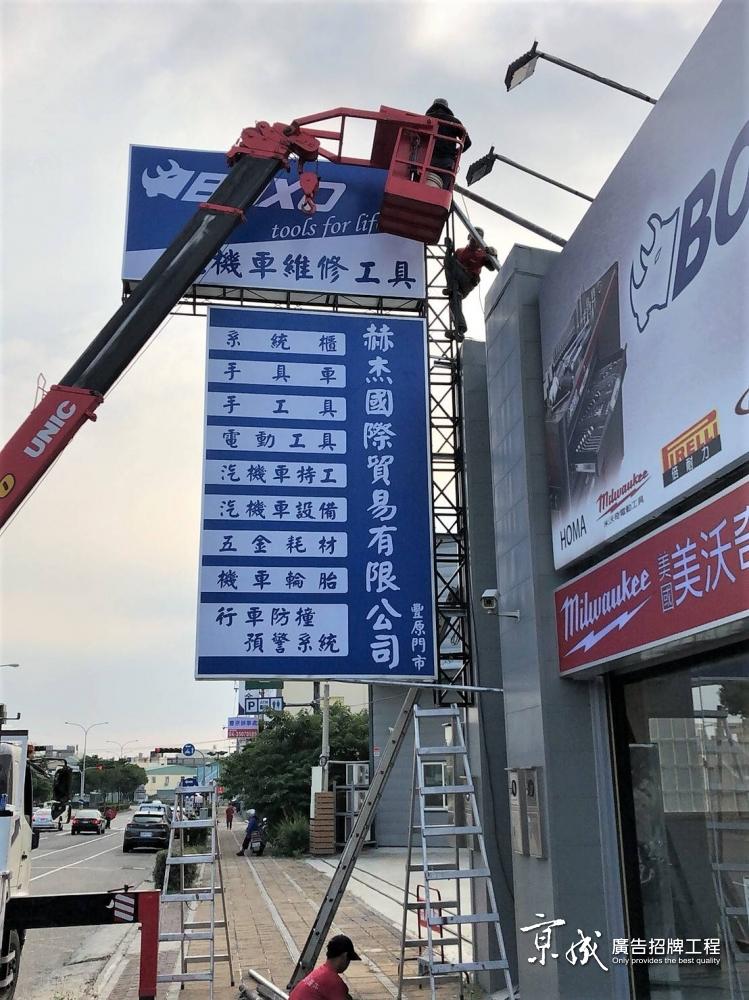 BOXO
tools for life
機車維修工具
赫杰國際貿易有限公司
豐原門市
系統櫃
手具車
手工具
電動工具
汽機車特工
汽機車設備
五金耗材
機車輪胎
行車防撞
預警系統
UNIC
BO
PIRELLI
倍耐力
Milwaukee
米沃奇電動工具
HOMA
Milwaukee
美國
美沃奇
P
京城
廣告招牌工程
Only provides the best quality